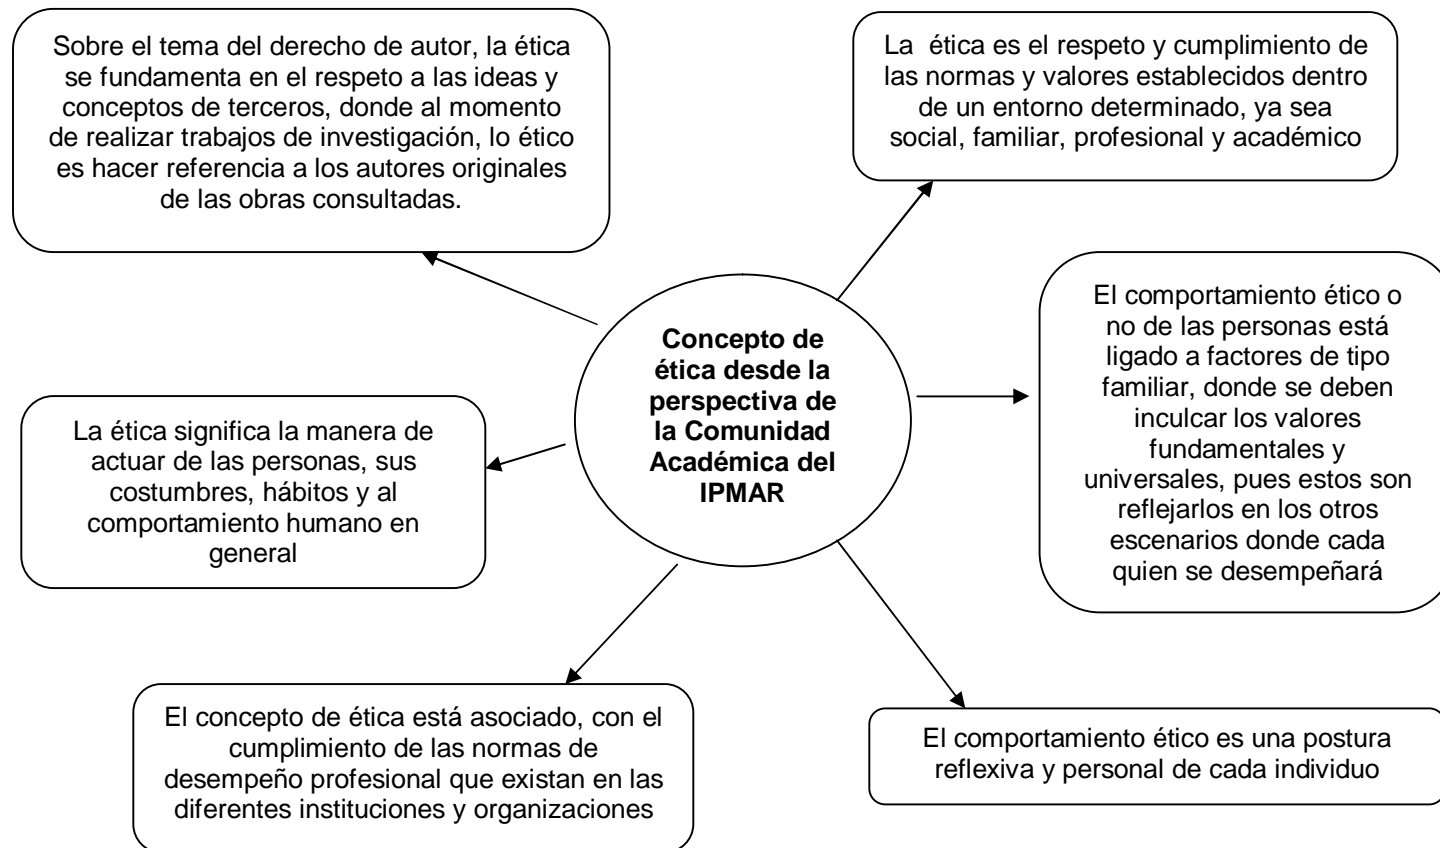 Sobre el tema del derecho de autor, la ética
se fundamenta en el respeto a las ideas y
conceptos de terceros, donde al momento
de realizar trabajos de investigación, lo ético
es hacer referencia a los autores originales
de las obras consultadas.
La ética es el respeto y cumplimiento de
las normas y valores establecidos dentro
de un entorno determinado, ya sea
social, familiar, profesional y académico
Concepto de
ética desde la
perspectiva de
la Comunidad
Académica del
IPMAR
El comportamiento ético o
no de las personas está
ligado a factores de tipo
familiar, donde se deben
inculcar los valores
fundamentales y
universales, pues estos son
reflejarlos en los otros
escenarios donde cada
quien se desempeñará
La ética significa la manera de
actuar de las personas, sus
costumbres, hábitos y al
comportamiento humano en
general
El concepto de ética está asociado, con el
cumplimiento de las normas de
desempeño profesional que existan en las
diferentes instituciones y organizaciones
El comportamiento ético es una postura
reflexiva y personal de cada individuo